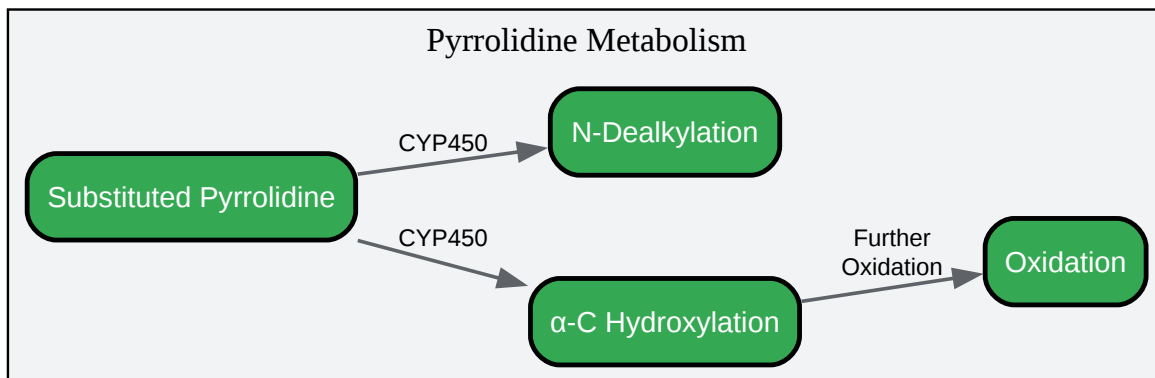 Pyrrolidine Metabolism
CYP450
N-Dealkylation
Substituted Pyrrolidine
CYP450
α-C Hydroxylation
Further
Oxidation
Oxidation